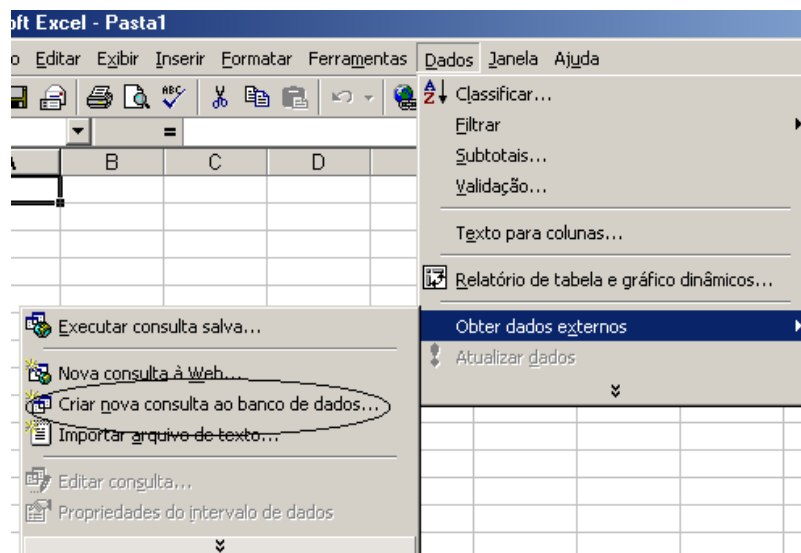 oft Excel - Pasta1
o Editar Exibir Inserir Formatar Ferramentas Dados Janela Ajuda
ABC
=
B C D
Classificar...
Filtrar
Subtotais...
Validação...
Texto para colunas...
Relatório de tabela e gráfico dinâmicos...
Obter dados externos
Atualizar dados
Executar consulta salva...
Nova consulta à Web...
Criar nova consulta ao banco de dados...
Importar arquivo de texto...
Editar consulta...
Propriedades do intervalo de dados